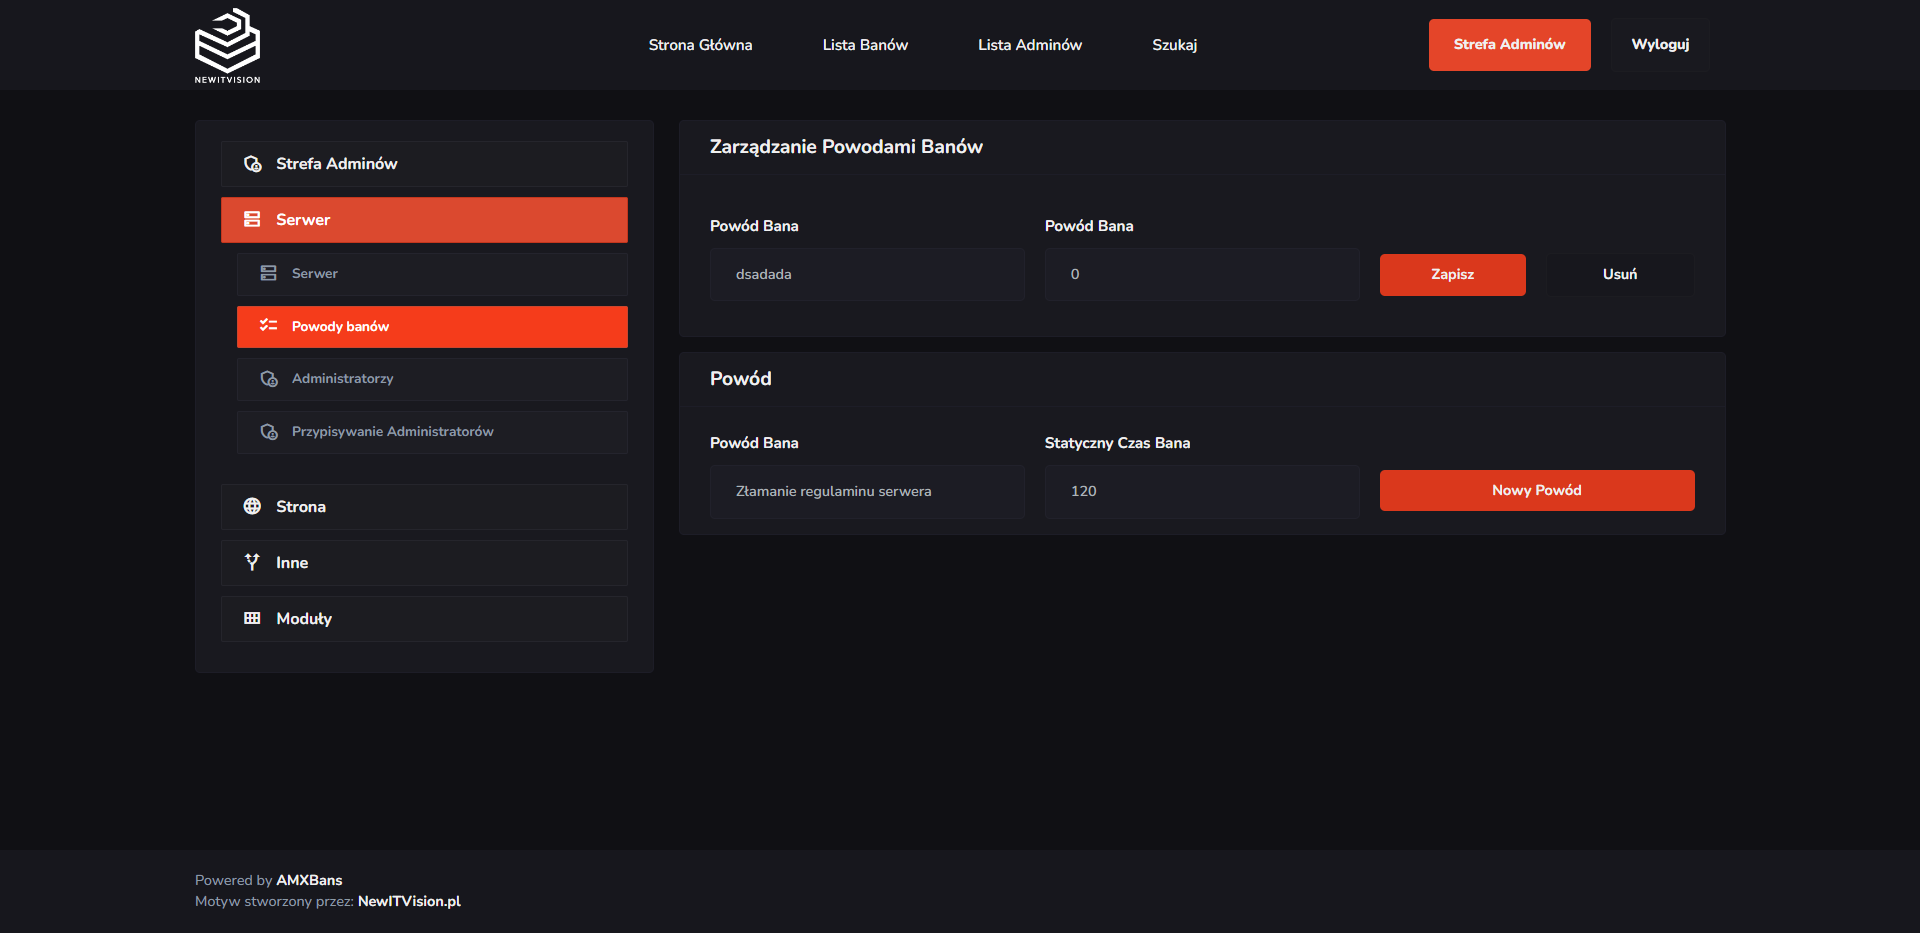 NEWITVISION
Strona Główna
Lista Banów
Lista Adminów
Szukaj
Strefa Adminów
Wyloguj
Strefa Adminów
Serwer
Serwer
Powody banów
Administratorzy
Przypisywanie Administratorów
Strona
Inne
Moduły
Zarządzanie Powodami Banów
Powód Bana
Powód Bana
dsadada
0
Zapisz
Usuń
Powód
Powód Bana
Statyczny Czas Bana
Złamanie regulaminu serwera
120
Nowy Powód
Powered by AMXBans
Motyw stworzony przez: NewITVision.pl